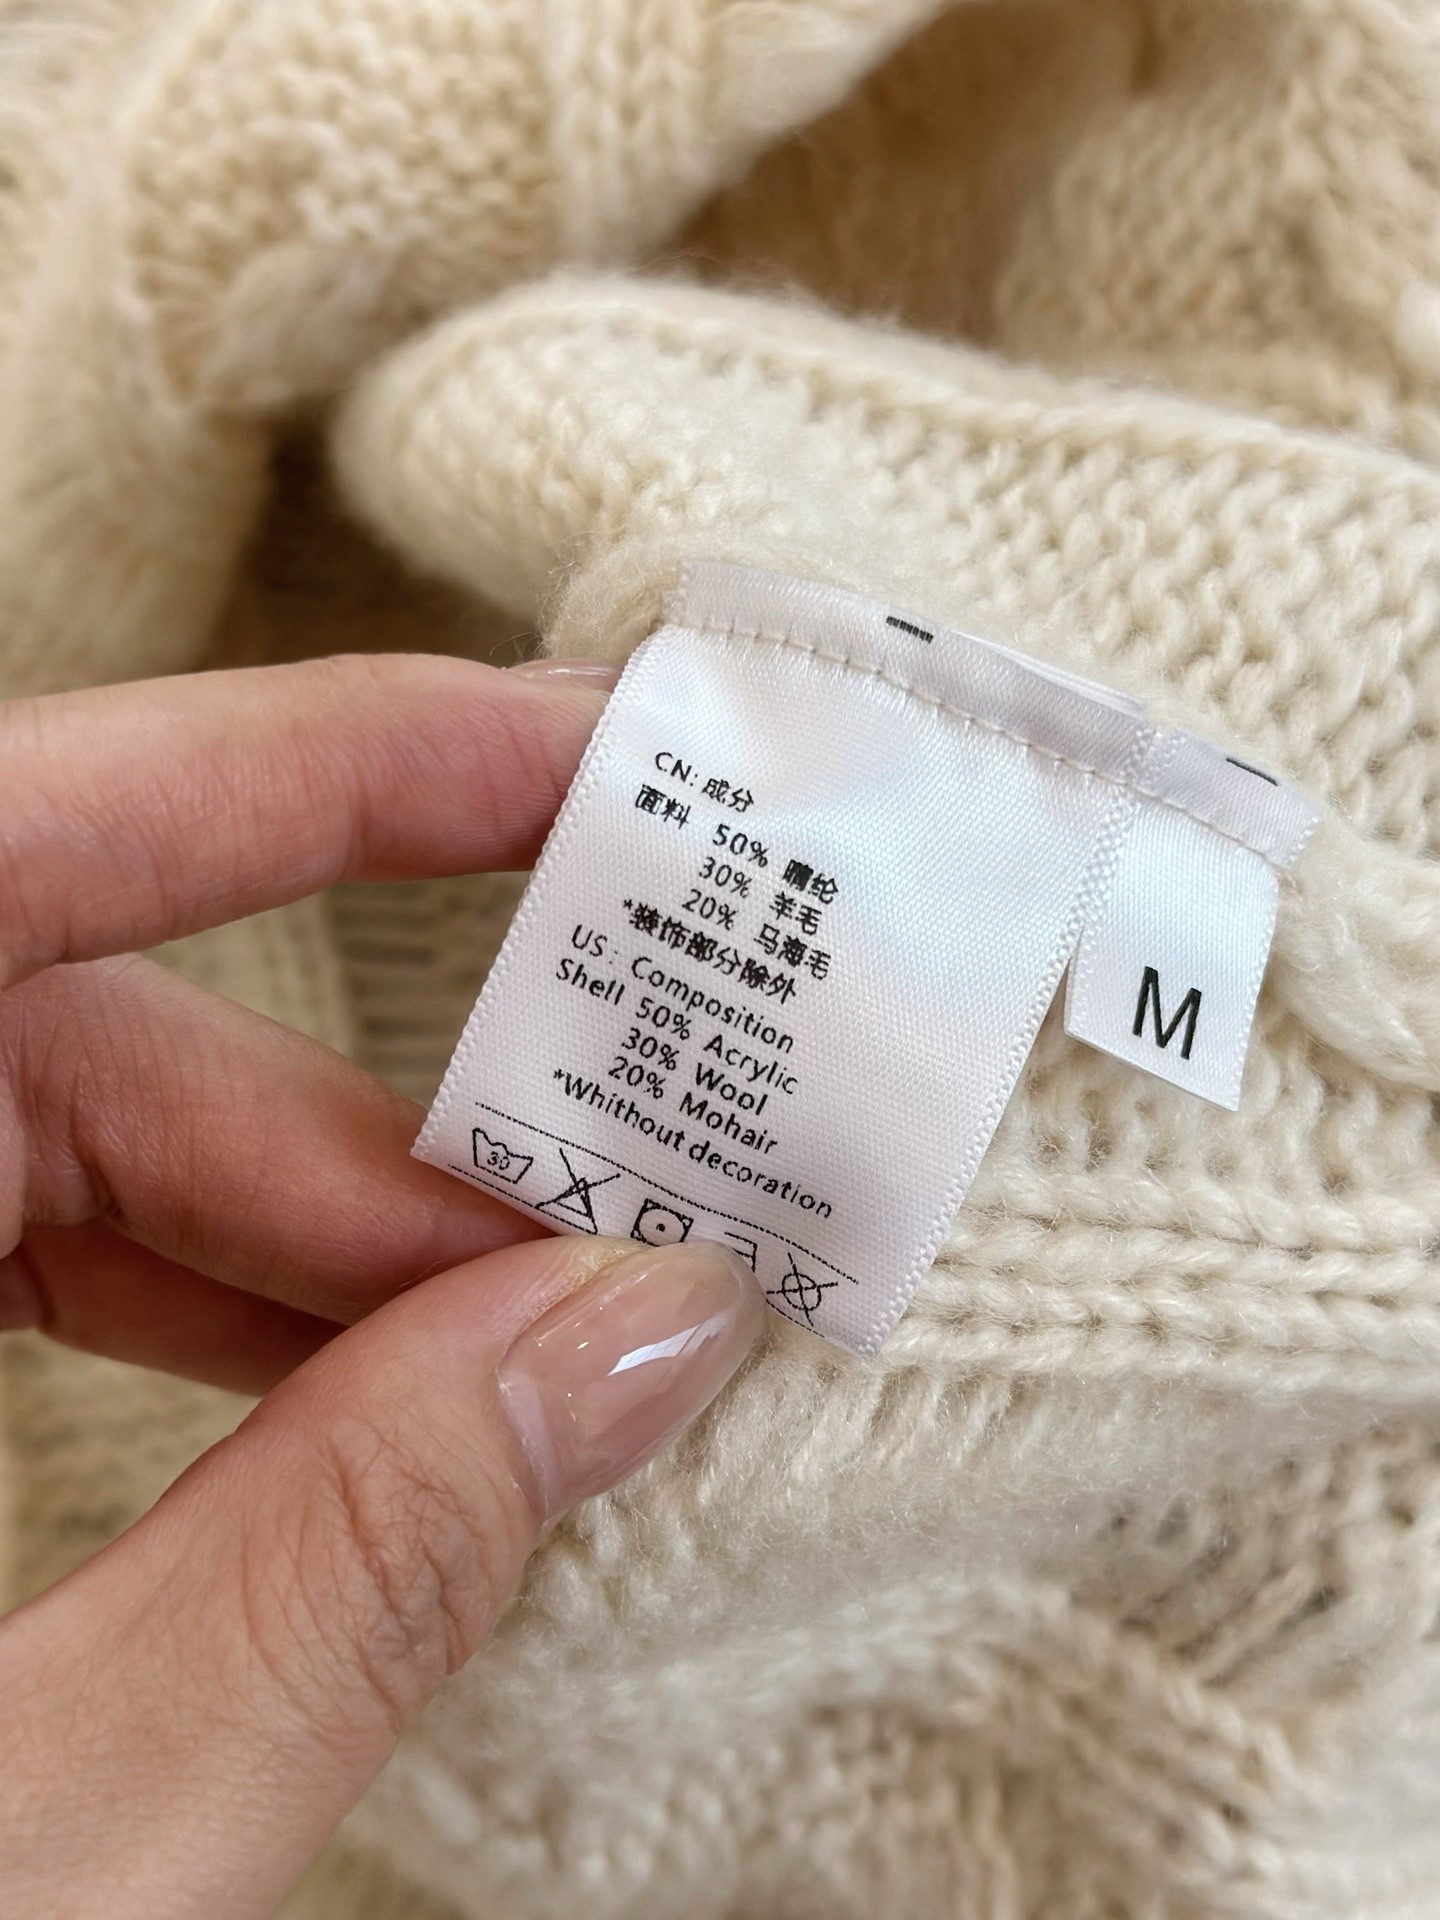 CN: 成分
面料 50% 腈纶
30% 羊毛
20% 马海毛
*装饰部分除外
US: Composition
Shell 50% Acrylic
30% Wool
20% Mohair
*Whithout decoration
30
M